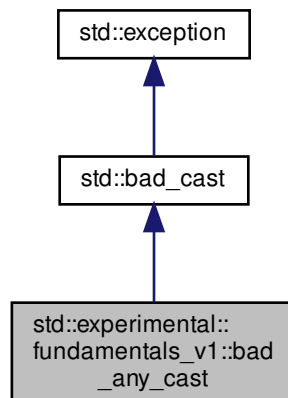 std::exception
std::bad_cast
std::experimental::
fundamentals_v1::bad
_any_cast